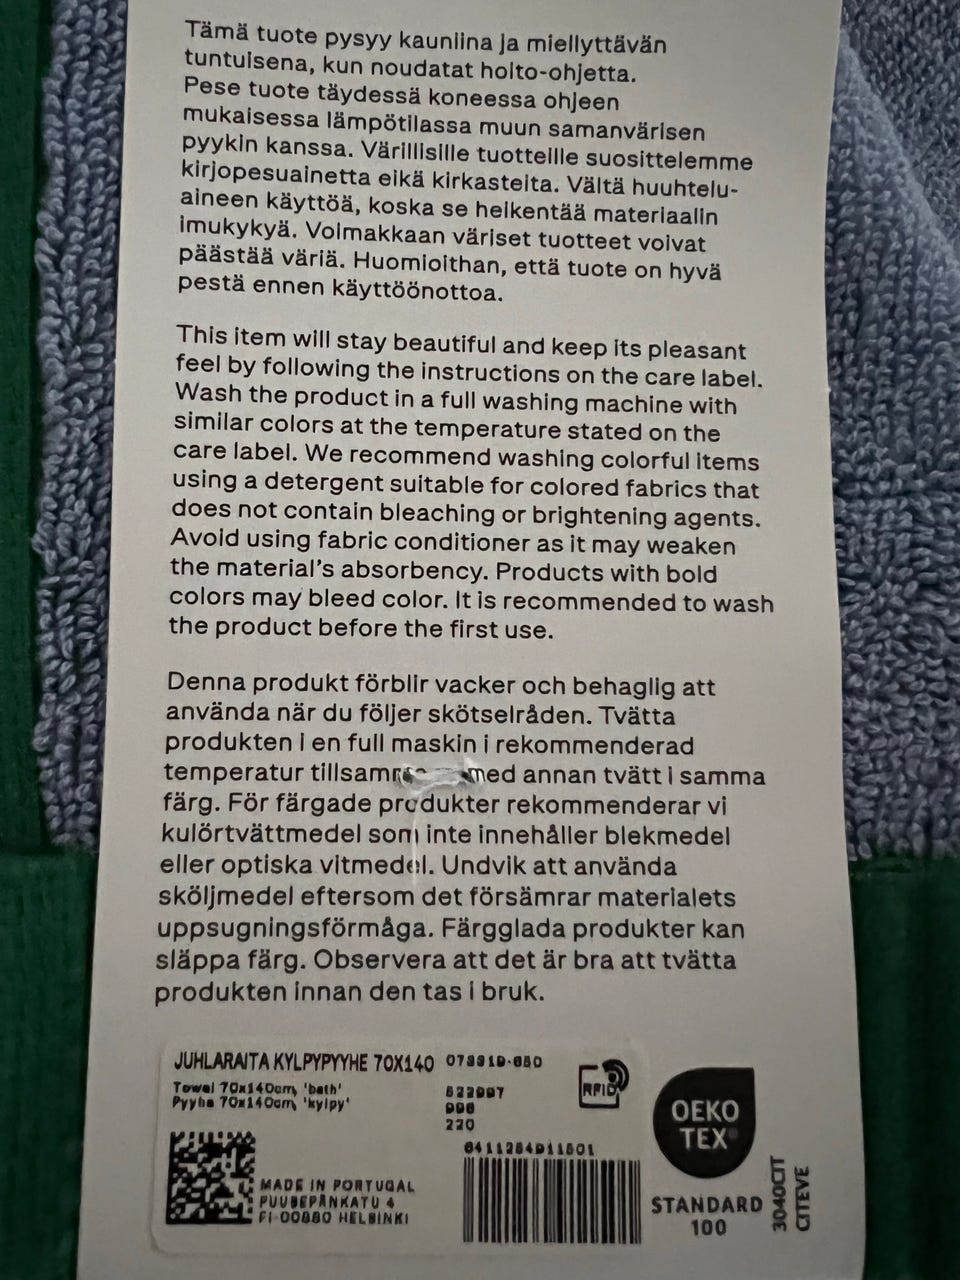 Tämä tuote pysyy kauniina ja miellyttävän
tuntuisena, kun noudatat hoito-ohjetta.
Pese tuote täydessä koneessa ohjeen
mukaisessa lämpötilassa muun samanvärisen
pyykin kanssa. Värillisille tuotteille suosittelemme
kirjopesuainetta eikä kirkasteita. Vältä huuhtelu-
aineen käyttöä, koska se heikentää materiaalin
imukykyä. Voimakkaan väriset tuotteet voivat
päästää väriä. Huomioithan, että tuote on hyvä
pestä ennen käyttöönottoa.
This item will stay beautiful and keep its pleasant
feel by following the instructions on the care label.
Wash the product in a full washing machine with
similar colors at the temperature stated on the
care label. We recommend washing colorful items
using a detergent suitable for colored fabrics that
does not contain bleaching or brightening agents.
Avoid using fabric conditioner as it may weaken
the material's absorbency. Products with bold
colors may bleed color. It is recommended to wash
the product before the first use.
Denna produkt förblir vacker och behaglig att
använda när du följer skötselråden. Tvätta
produkten i en full maskin i rekommenderad
temperatur med annan tvätt i samma
färg. För färgade produkter rekommenderar vi
kulörtvättmedel som inte innehåller blekmedel
eller optiska vitmedel. Undvik att använda
sköljmedel eftersom det försämrar materialets
uppsugningsförmåga. Färgglada produkter kan
släppa färg. Observera att det är bra att tvätta
produkten innan den tas i bruk.
JUHLARAITA KYLPYPYYHE 70X140
Towel 70x140cm, 'bath'
Pyyhe 70x140cm, 'kylpy'
220
MADE IN PORTUGAL
PUUSEPÄNKATU 4
FI-00880 HELSINKI
RFID
OEKO
TEX®
STANDARD
100
3040CIT
CITEVE